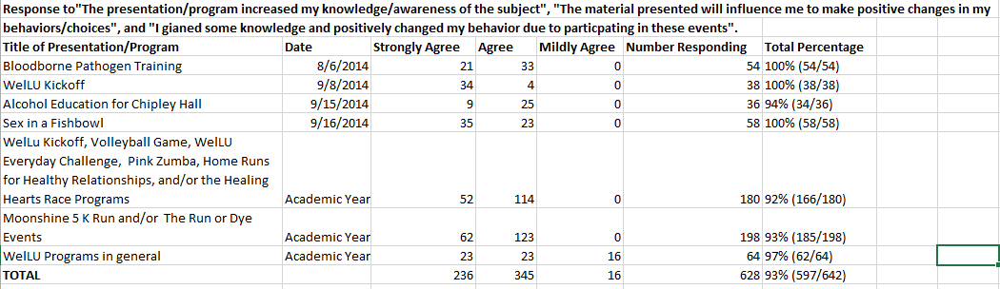 Response to"The presentation/program increased my knowledge/awareness of the subject", "The material presented will influence me to make positive changes in my
behaviors/choices", and "I gianed some knowledge and positively changed my behavior due to particpating in these events".
Title of Presentation/Program Date Strongly Agree Agree Mildly Agree Number Responding Total Percentage
Bloodborne Pathogen Training 8/6/2014 21 33 0 54 100% (54/54)
WelLU Kickoff 9/8/2014 34 4 0 38 100% (38/38)
Alcohol Education for Chipley Hall 9/15/2014 9 25 0 36 94% (34/36)
Sex in a Fishbowl 9/16/2014 35 23 0 58 100% (58/58)
WelLu Kickoff, Volleyball Game, WelLU
Everyday Challenge, Pink Zumba, Home Runs
for Healthy Relationships, and/or the Healing
Hearts Race Programs Academic Year 52 114 0 180 92% (166/180)
Moonshine 5 K Run and/or The Run or Dye
Events Academic Year 62 123 0 198 93% (185/198)
WelLU Programs in general Academic Year 23 23 16 64 97% (62/64)
TOTAL 236 345 16 628 93% (597/642)